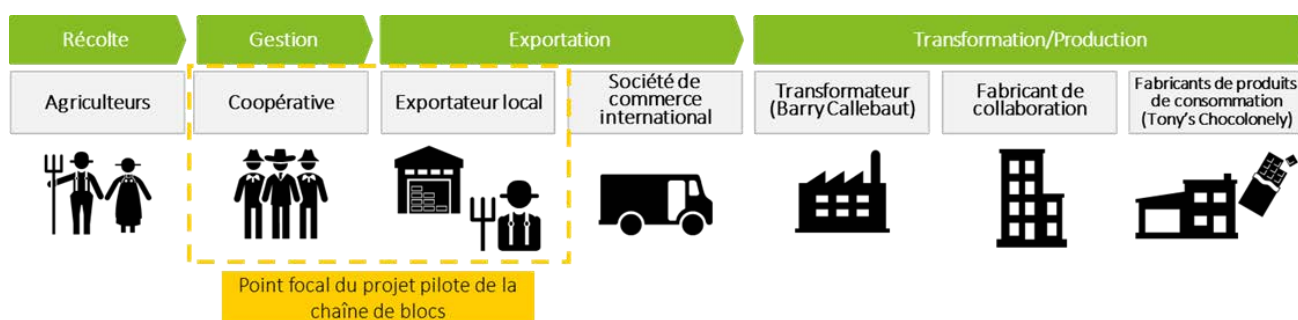 Récolte
Gestion
Exportation
Transformation/Production
Agriculteurs
Coopérative
Exportateur local
Société de
commerce
international
Transformateur
(Barry Callebaut)
Fabricant de
collaboration
Fabricants de produits
de consommation
(Tony's Chocolonely)
Point focal du projet pilote de la
chaîne de blocs